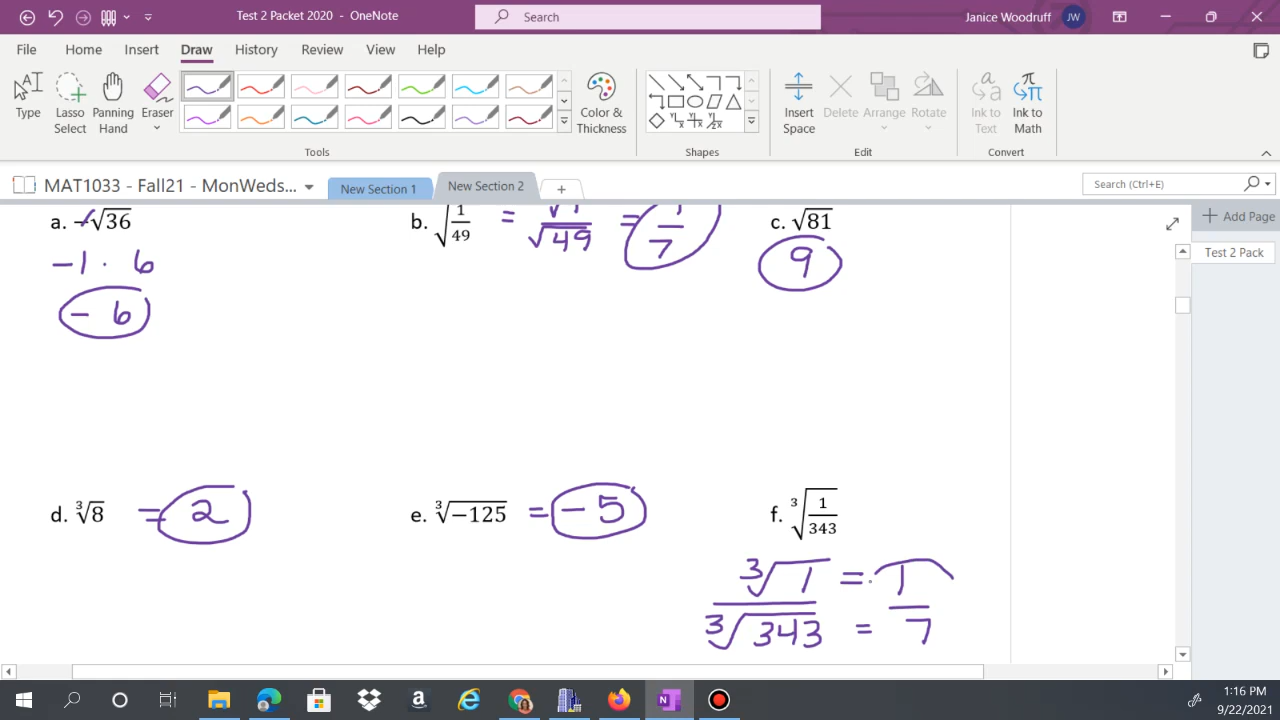 Test 2 Packet 2020 - OneNote
Search
Janice Woodruff JW
File Home Insert Draw History Review View Help
Type
Lasso Select
Panning Hand
Eraser
Color & Thickness
Insert Space
Delete
Arrange
Rotate
Ink to Text
Ink to Math
Tools
Shapes
Edit
Convert
MAT1033 - Fall21 - MonWeds...
New Section 1
New Section 2
Search (Ctrl+E)
Add Page
Test 2 Pack
a. -√36
-1 · 6
- 6
b. √(1/49) = √1/√49 = 1/7
c. √81
9
d. ∛8 = 2
e. ∛−125 = -5
f. ∛(1/343)
∛1 = 1
∛343 = 7
1:16 PM
9/22/2021